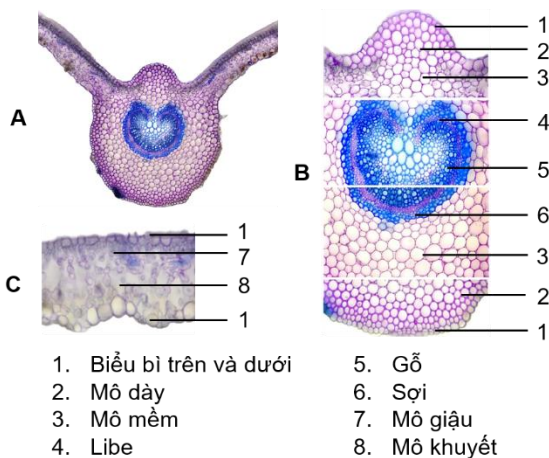 A
B
1
2
3
4
5
6
3
2
1
C
1
7
8
1
1. Biểu bì trên và dưới
2. Mô dày
3. Mô mềm
4. Libe
5. Gỗ
6. Sợi
7. Mô giậu
8. Mô khuyết